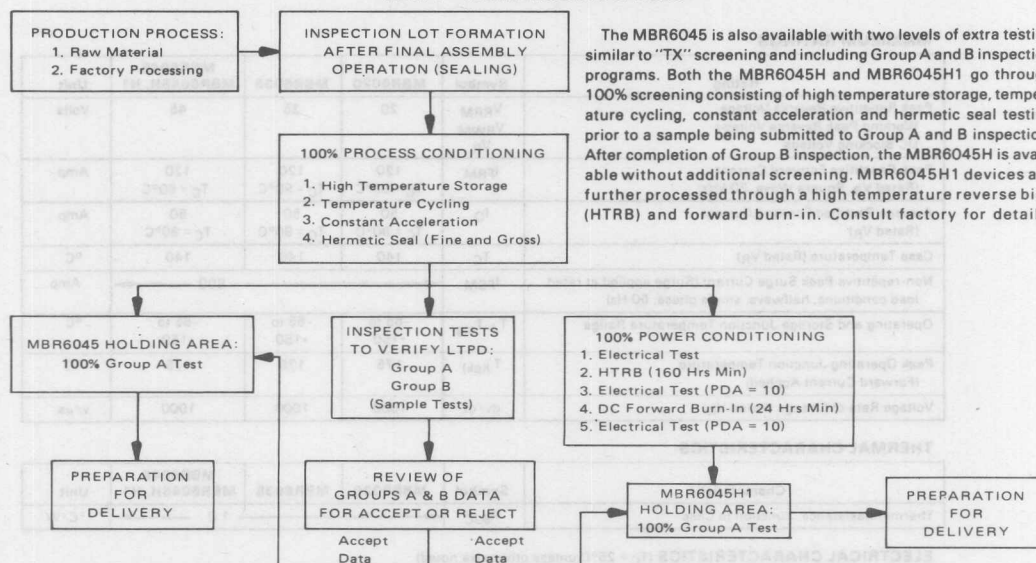 PRODUCTION PROCESS:
1. Raw Material
2. Factory Processing
INSPECTION LOT FORMATION
AFTER FINAL ASSEMBLY
OPERATION (SEALING)
The MBR6045 is also available with two levels of extra testi
similar to "TX" screening and including Group A and B inspecti
programs. Both the MBR6045H and MBR6045H1 go throu
100% screening consisting of high temperature storage, tempe
ature cycling, constant acceleration and hermetic seal testi
prior to a sample being submitted to Group A and B inspectio
After completion of Group B inspection, the MBR6045H is ava
able without additional screening. MBR6045H1 devices a
further processed through a high temperature reverse bi
(HTRB) and forward burn-in. Consult factory for detail
100% PROCESS CONDITIONING
1. High Temperature Storage
2. Temperature Cycling
3. Constant Acceleration
4. Hermetic Seal (Fine and Gross)
MBR6045 HOLDING AREA:
100% Group A Test
INSPECTION TESTS
TO VERIFY LTPD:
Group A
Group B
(Sample Tests)
100% POWER CONDITIONING
1. Electrical Test
2. HTRB (160 Hrs Min)
3. Electrical Test (PDA = 10)
4. DC Forward Burn-In (24 Hrs Min)
5. Electrical Test (PDA = 10)
PREPARATION
FOR
DELIVERY
REVIEW OF
GROUPS A & B DATA
FOR ACCEPT OR REJECT
MBR6045H1
HOLDING AREA:
100% Group A Test
PREPARATION
FOR
DELIVERY
Accept
Data
Accept
Data